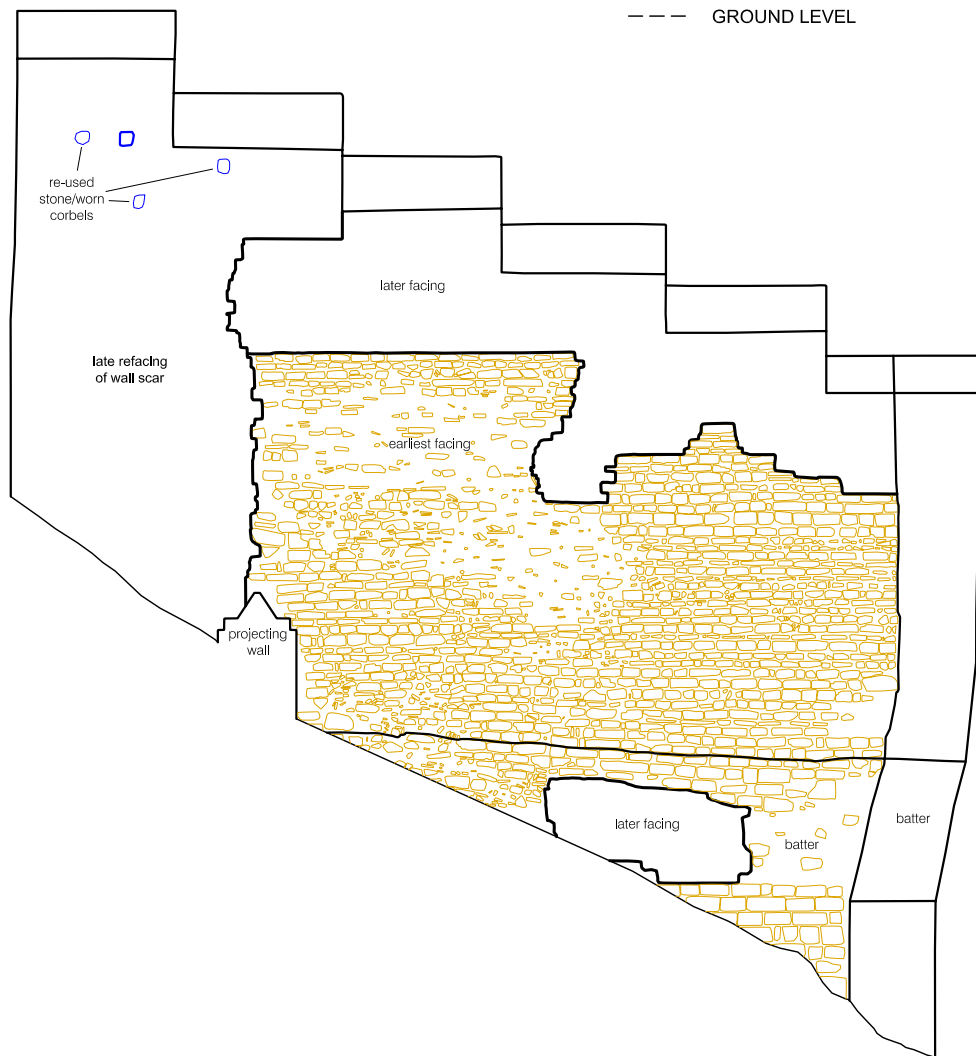 GROUND LEVEL
re-used
stone/worn
corbels
later facing
late refacing
of wall scar
earliest facing
projecting
wall
later facing
batter
batter